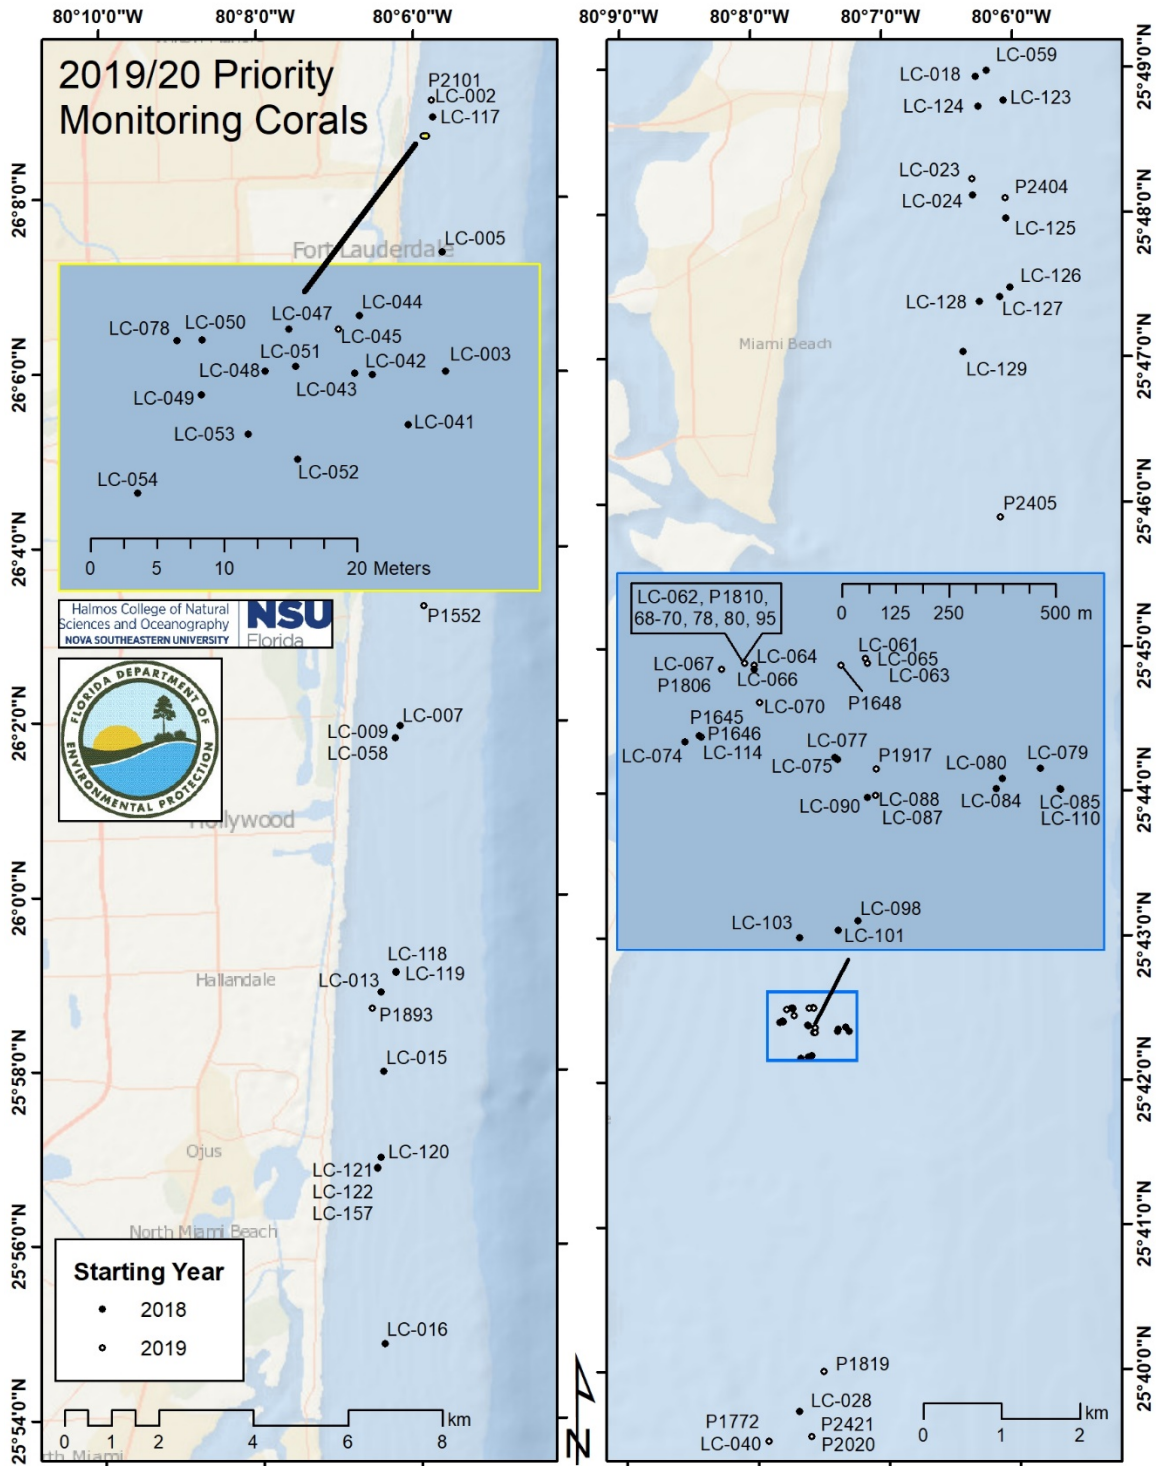 80°10'0"W 80°8'0"W 80°6'0"W
80°9'0"W 80°8'0"W 80°7'0"W 80°6'0"W
2019/20 Priority
Monitoring Corals
P2101
LC-002
LC-117
26°8'0"N
Fort Lauderdale
LC-005
LC-044
LC-047
LC-050
LC-078
LC-045
LC-051
LC-042
LC-003
LC-048
LC-043
26°6'0"N
LC-049
LC-041
LC-053
LC-052
LC-054
26°4'0"N
0 5 10 20 Meters
Halmos College of Natural
Sciences and Oceanography
NOVA SOUTHEASTERN UNIVERSITY
NSU
Florida
P1552
FLORIDA DEPARTMENT OF
ENVIRONMENTAL PROTECTION
26°2'0"N
LC-007
LC-009
LC-058
Hollywood
26°0'0"N
LC-118
LC-119
Hallandale
LC-013
P1893
25°58'0"N
LC-015
Ojus
LC-120
LC-121
LC-122
LC-157
North Miami Beach
25°56'0"N
Starting Year
2018
2019
LC-016
25°54'0"N
0 2 4 6 8 km
North Miami
N
LC-059
25°49'0"N
LC-018
LC-123
LC-124
LC-023
P2404
LC-024
25°48'0"N
LC-125
LC-126
LC-128
LC-127
Miami Beach
25°47'0"N
LC-129
P2405
25°46'0"N
LC-062, P1810,
68-70, 78, 80, 95
0 125 250 500 m
LC-061
25°45'0"N
LC-064
LC-067
LC-065
LC-063
P1806
LC-066
P1648
LC-070
P1645
P1646
LC-074
LC-114
LC-077
LC-075
P1917
LC-080
LC-079
25°44'0"N
LC-090
LC-088
LC-087
LC-084
LC-085
LC-110
LC-098
LC-103
LC-101
25°43'0"N
25°42'0"N
25°41'0"N
P1819
25°40'0"N
LC-028
P1772
P2421
LC-040
P2020
0 1 2 km